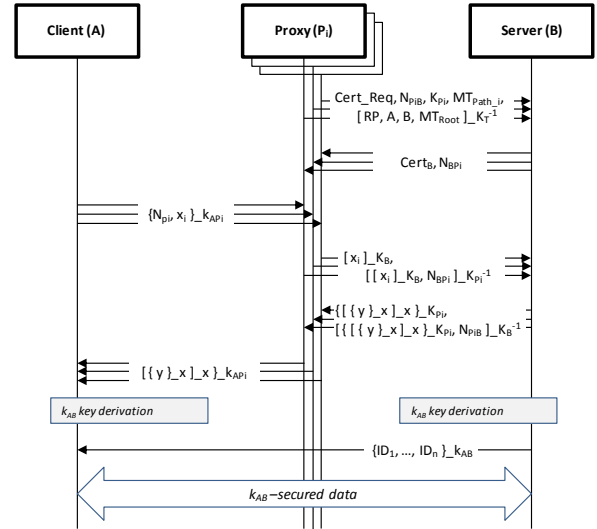 Client (A)
Proxy (Pi)
Server (B)
Cert_Req, NPiB, KPi, MTPath_i,
[ RP, A, B, MTRoot ]_KT-1
CertB, NBPi
{Npi, xi }_kAPi
[ xi ]_KB,
[ [ xi ]_KB, NBPi ]_KPi-1
{[ { y }_x ]_x }_KPi,
[{ [ { y }_x ]_x }_KPi, NPiB ]_KB-1
[ { y }_x ]_x }_kAPi
kAB key derivation
kAB key derivation
{ID1, ..., IDn }_kAB
kAB –secured data